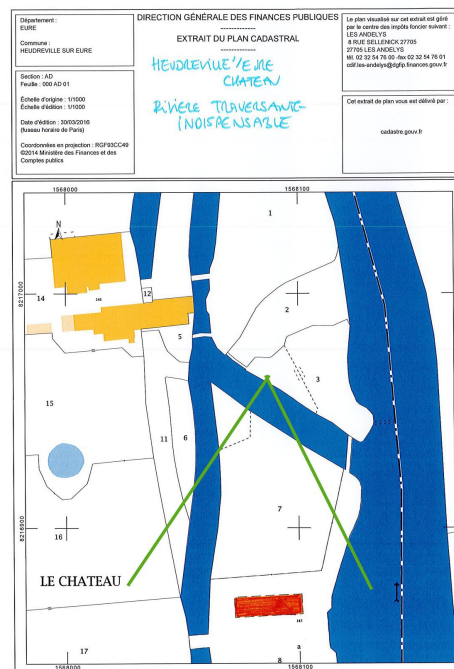 Département :
EURE
Commune :
HEUDREVILLE SUR EURE
Section : AD
Feuille : 000 AD 01
Échelle d'origine : 1/1000
Échelle d'édition : 1/1000
Date d'édition : 30/03/2016
(fuseau horaire de Paris)
Coordonnées en projection : RGF93CC49
©2014 Ministère des Finances et des
Comptes publics
DIRECTION GÉNÉRALE DES FINANCES PUBLIQUES
------------
EXTRAIT DU PLAN CADASTRAL
------------
HEUDREVILLE S/EURE
CHATEAU
RIVIERE TRAVERSANTE
INDISPENSABLE
Le plan visualisé sur cet extrait est géré
par le centre des impôts foncier suivant :
LES ANDELYS
8 RUE SELLENICK 27705
27705 LES ANDELYS
tél. 02 32 54 76 00 -fax 02 32 54 76 01
cdif.les-andelys@dgfip.finances.gouv.fr
Cet extrait de plan vous est délivré par :
cadastre.gouv.fr
1568000
1568100
N
1
8217000
14
12
2
5
3
15
11
6
7
8216900
16
LE CHATEAU
17
8
a
1568000
1568100